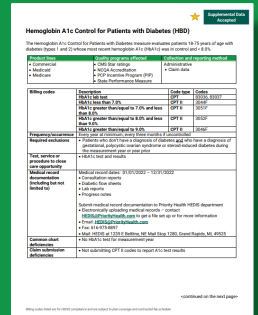 Supplemental Data
Accepted
Hemoglobin A1c Control for Patients with Diabetes (HBD)
The Hemoglobin A1c Control for Patients with Diabetes measure evaluates patients 18-75 years of age with
diabetes (types 1 and 2) whose most recent hemoglobin A1c (HbA1c) was in control and < 8.0%.
Product lines Quality programs affected Collection and reporting method
• Commercial • CMS Star ratings Administrative
• Medicaid • NCQA Accreditation • Claim data
• Medicare • PCP Incentive Program (PIP)
• State Performance Measure
Billing codes Description Code type Codes
HbA1c lab test CPT 83036, 83037
HbA1c less than 7.0% CPT II 3044F
HbA1c greater than/equal to 7.0% and less CPT II 3051F
than 8.0%
HbA1c greater than/equal to 8.0% and less CPT II 3052F
than 9.0%
HbA1c greater than/equal to 9.0% CPT II 3046F
Frequency/occurrence Every year at minimum, every three months if uncontrolled
Required exclusions • Patients who don't have a diagnosis of diabetes and who have a diagnosis of
gestational, polycystic ovarian syndrome or steroid-induced diabetes during
the measurement year or prior year
Test, service or • HbA1c test and results
procedure to close
care opportunity
Medical record Medical record dates: 01/01/2022 – 12/31/2022
documentation • Consultation reports
(including but not • Diabetic flow sheets
limited to) • Lab reports
• Progress notes
Submit medical record documentation to Priority Health HEDIS department
• Electronically uploading medical records – contact
HEDIS@PriorityHealth.com to get a file set up or for more information
• Email: HEDIS@PriorityHealth.com
• Fax: 616-975-8897
• Mail: HEDIS at 1239 E Beltline, NE Mail Stop 1280, Grand Rapids, MI 49525
Common chart • No HbA1c test for measurement year
deficiencies
Claim submission • Not submitting CPT II codes to report A1c test results
deficiencies
<continued on the next page>